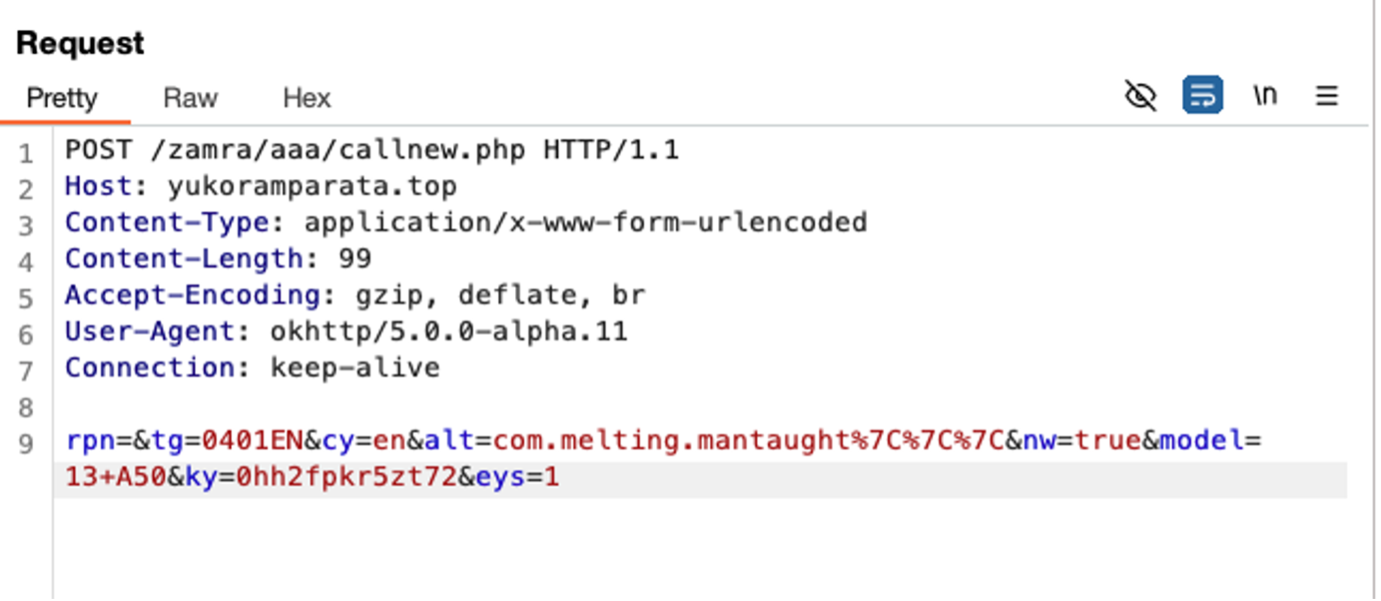 Request
Pretty Raw Hex \n
1 POST /zamra/aaa/callnew.php HTTP/1.1
2 Host: yukoramparata.top
3 Content-Type: application/x-www-form-urlencoded
4 Content-Length: 99
5 Accept-Encoding: gzip, deflate, br
6 User-Agent: okhttp/5.0.0-alpha.11
7 Connection: keep-alive
8
9 rpn=&tg=0401EN&cy=en&alt=com.melting.mantaught%7C%7C%7C&nw=true&model=
13+A50&ky=0hh2fpkr5zt72&eys=1